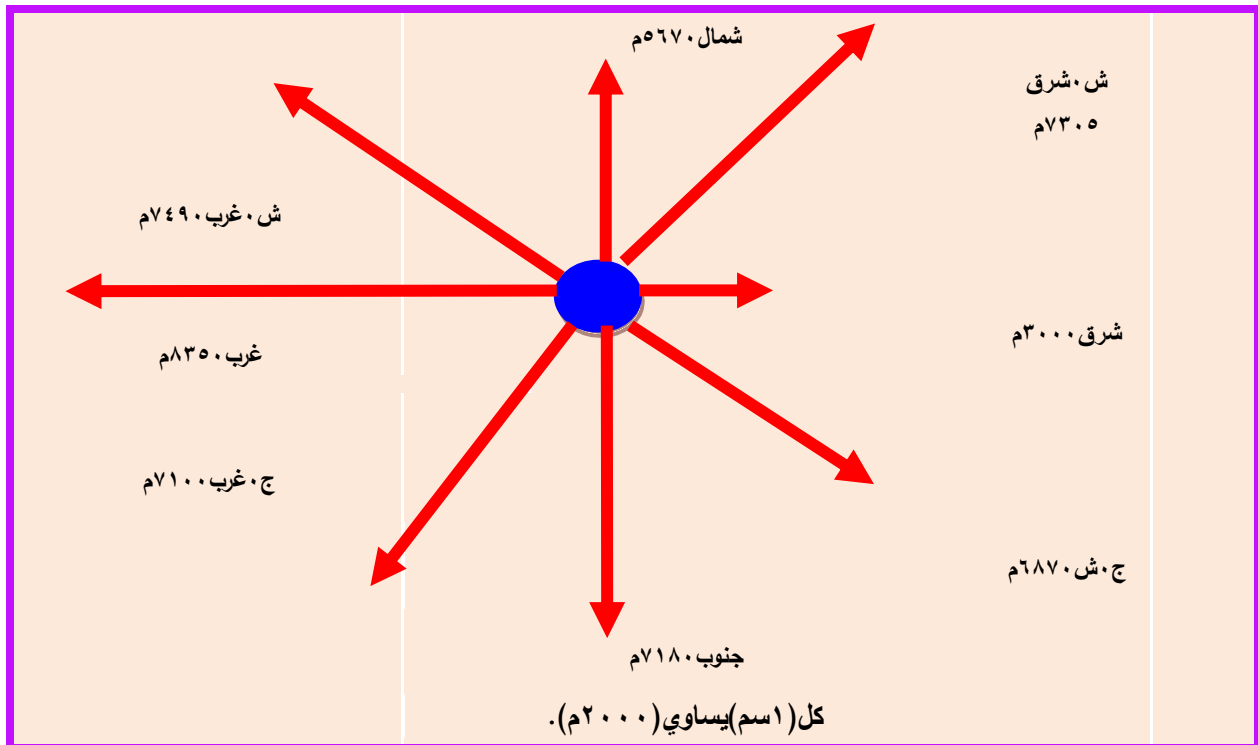 شمال٥٦٧٠م
ش٠شرق
٧٣٠٥م
ش٠غرب٧٤٩٠م
شرق٣٠٠٠م
غرب٨٣٥٠م
ج٠غرب٧١٠٠م
ج٠ش٦٨٧٠م
جنوب٧١٨٠م
كل(١سم)يساوي(٢٠٠٠م).